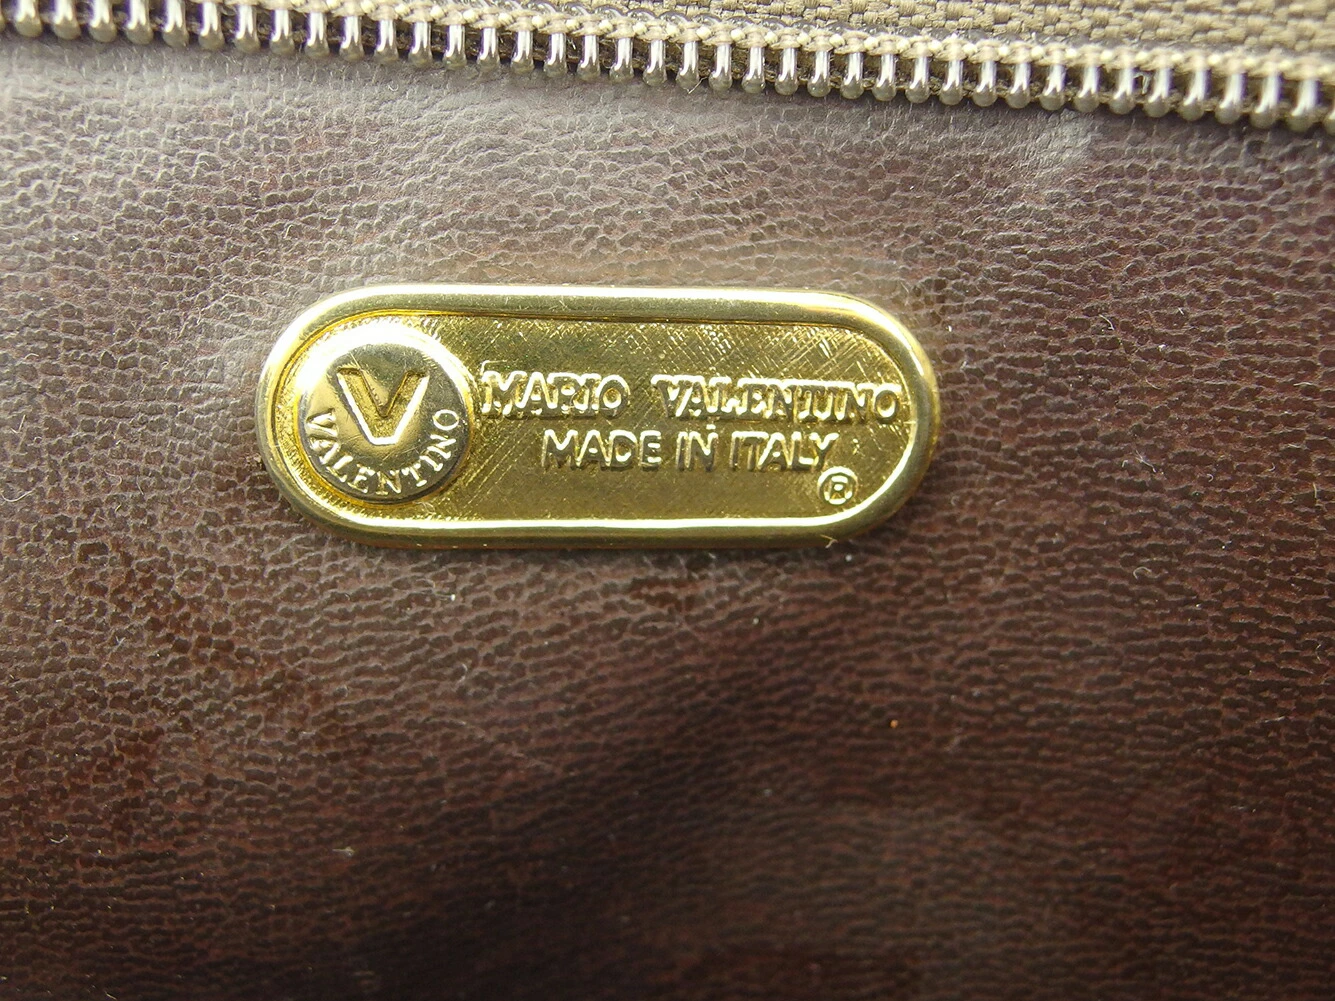 V
VALENTINO
MARIO VALENTINO
MADE IN ITALY
®